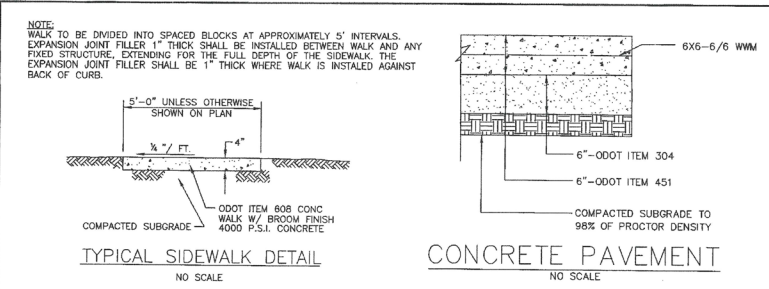 NOTE:
WALK TO BE DIVIDED INTO SPACED BLOCKS AT APPROXIMATELY 5' INTERVALS.
EXPANSION JOINT FILLER 1" THICK SHALL BE INSTALLED BETWEEN WALK AND ANY
FIXED STRUCTURE, EXTENDING FOR THE FULL DEPTH OF THE SIDEWALK. THE
EXPANSION JOINT FILLER SHALL BE 1" THICK WHERE WALK IS INSTALED AGAINST
BACK OF CURB.
5'-0" UNLESS OTHERWISE
SHOWN ON PLAN
¼ "/ FT.
4"
ODOT ITEM 608 CONC
WALK W/ BROOM FINISH
4000 P.S.I. CONCRETE
COMPACTED SUBGRADE
TYPICAL SIDEWALK DETAIL
NO SCALE
6X6-6/6 WWM
6"-ODOT ITEM 304
6"-ODOT ITEM 451
COMPACTED SUBGRADE TO
98% OF PROCTOR DENSITY
CONCRETE PAVEMENT
NO SCALE